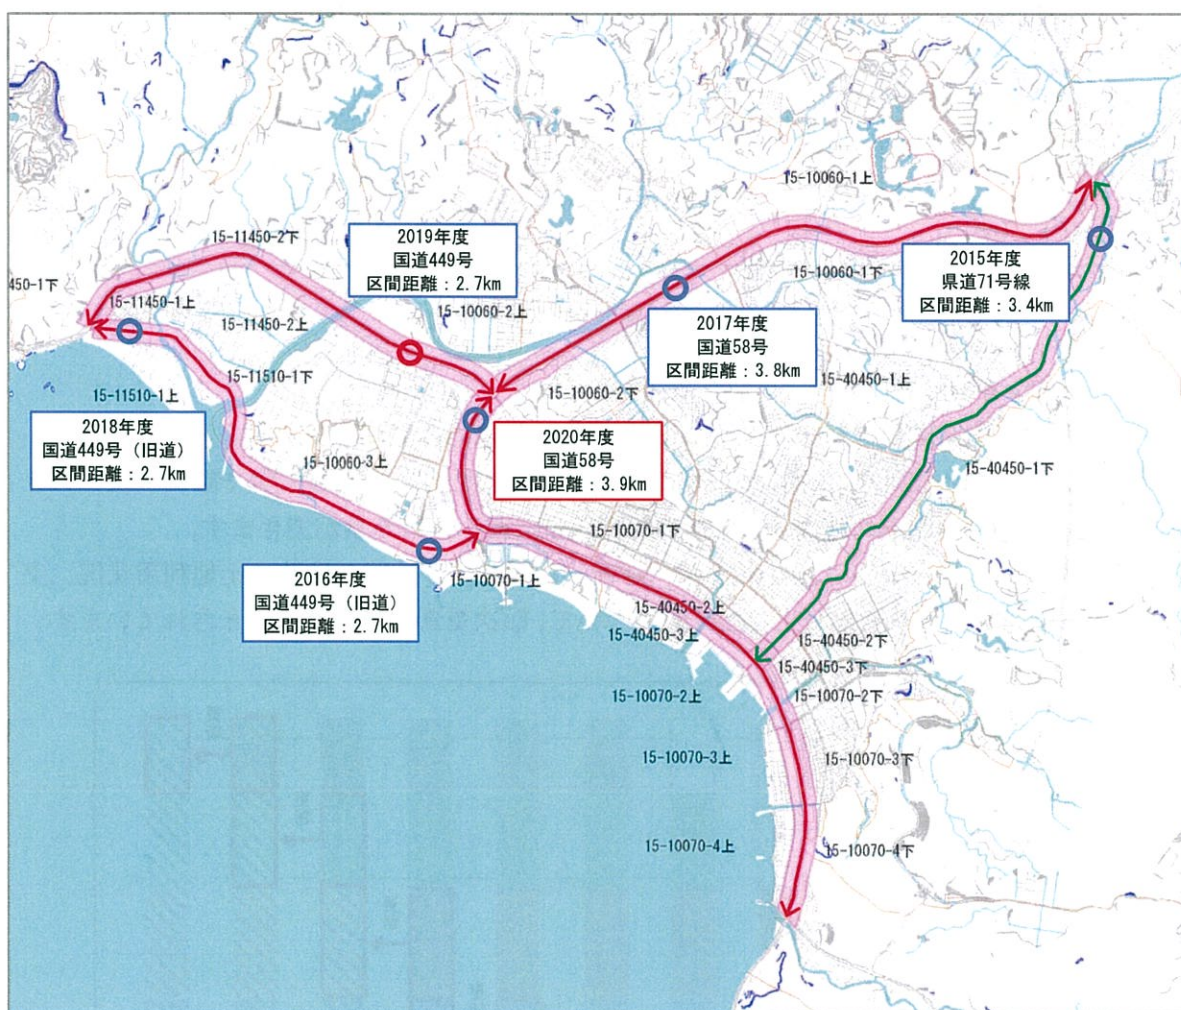 15-10060-1上
15-11450-2下
2019年度
国道449号
区間距離：2.7km
2015年度
県道71号線
区間距離：3.4km
15-10060-1下
450-1下
15-11450-1上
15-11450-2上
15-10060-2上
2017年度
国道58号
区間距離：3.8km
15-11510-1下
15-40450-1上
15-11510-1上
15-10060-2下
2018年度
国道449号（旧道）
区間距離：2.7km
2020年度
国道58号
区間距離：3.9km
15-10060-3上
15-40450-1下
15-10070-1下
2016年度
国道449号（旧道）
区間距離：2.7km
15-10070-1上
15-40450-2上
15-40450-3上
15-40450-2下
15-40450-3下
15-10070-2上
15-10070-2下
15-10070-3上
15-10070-3下
15-10070-4上
15-10070-4下